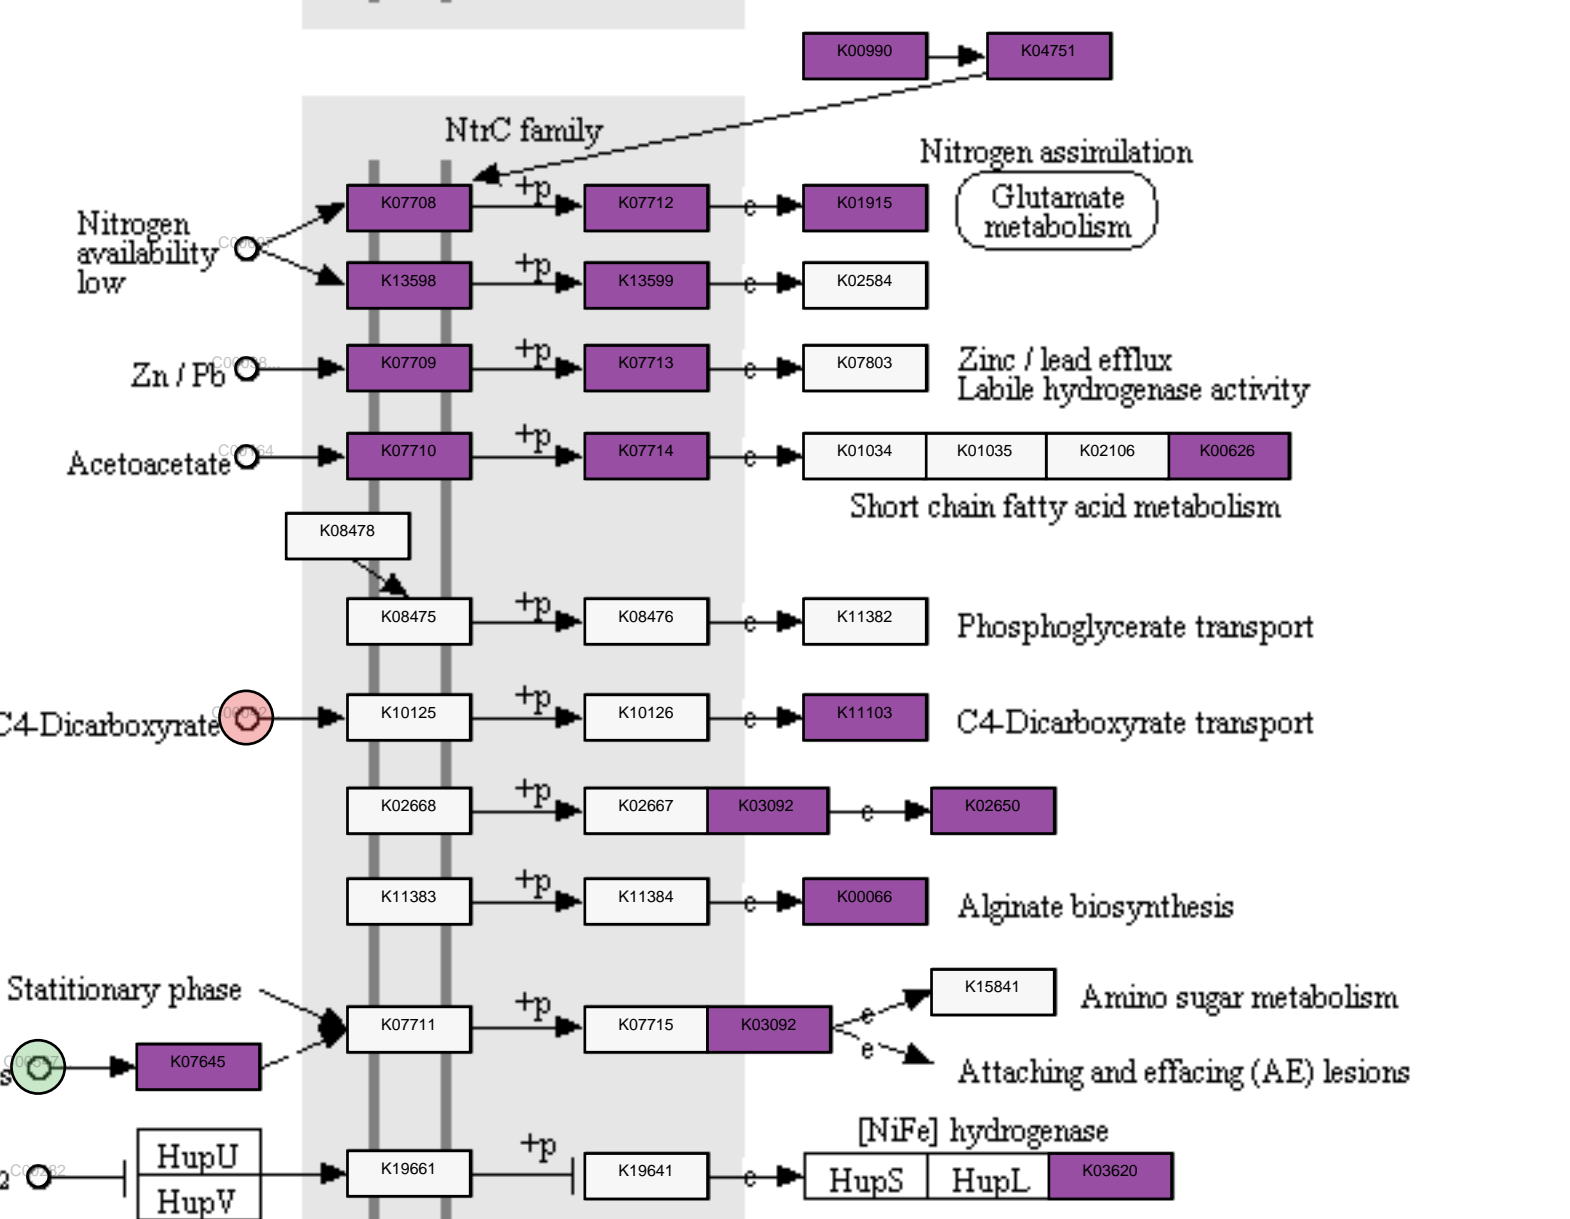 K00990 K04751
NtrC family
Nitrogen assimilation
+p
K07708 K07712 e K01915 Glutamate
metabolism
Nitrogen
availability
low
+p
K13598 K13599 e K02584
+p
Zn / Pb K07709 K07713 e K07803 Zinc / lead efflux
Labile hydrogenase activity
+p
Acetoacetate K07710 K07714 e K01034 K01035 K02106 K00626
Short chain fatty acid metabolism
K08478
+p
K08475 K08476 e K11382 Phosphoglycerate transport
+p
C4-Dicarboxyrate K10125 K10126 e K11103 C4-Dicarboxyrate transport
+p
K02668 K02667 K03092 e K02650
+p
K11383 K11384 e K00066 Alginate biosynthesis
Statitionary phase
+p
K15841 Amino sugar metabolism
K07711 K07715 K03092 e
e
K07645
Attaching and effacing (AE) lesions
[NiFe] hydrogenase
+p
HupU
HupV
K19661 K19641 e HupS HupL K03620